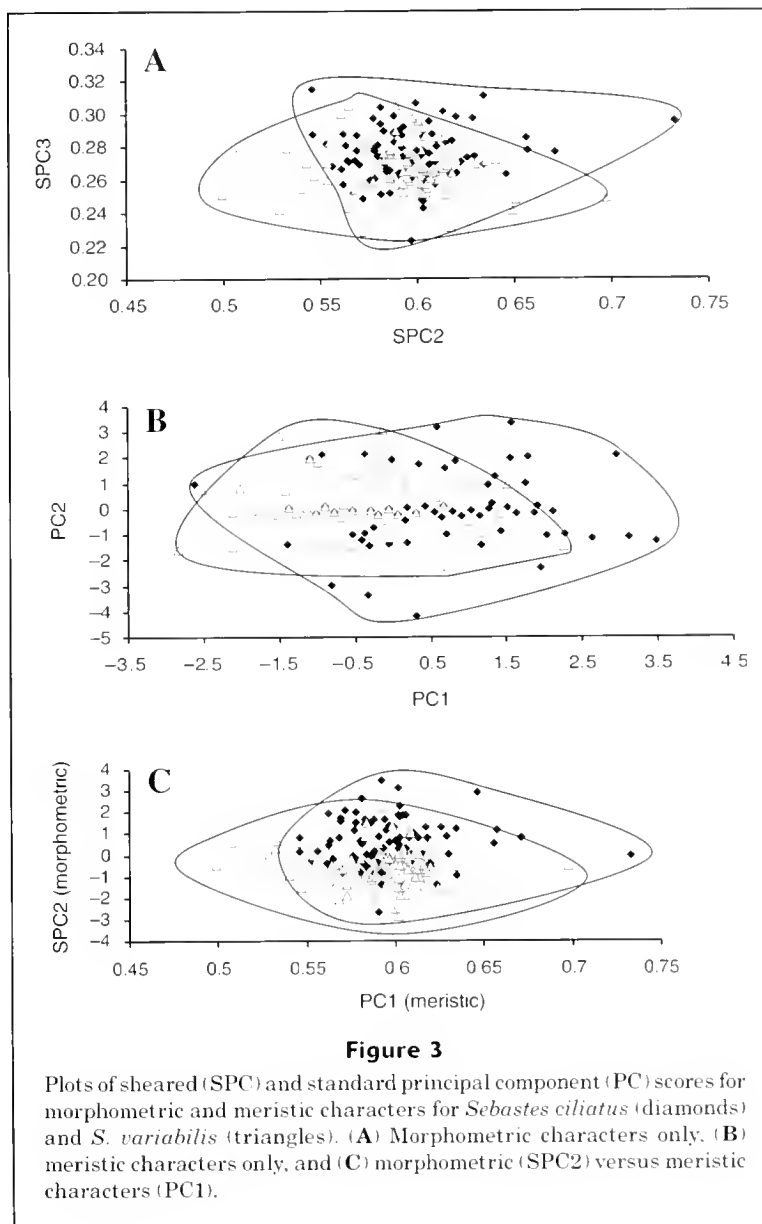 A
0.34
0.32
0.30
0.28
0.26
0.24
0.22
0.20
SPC3
0.45 0.5 0.55 0.6 0.65 0.7 0.75
SPC2
B
4
3
2
1
0
−1
−2
−3
−4
−5
PC2
−3.5 −2.5 −1.5 −0.5 0.5 1.5 2.5 3.5 4 5
PC1
C
4
3
2
1
0
−1
−2
−3
−4
SPC2 (morphometric)
0.45 0.5 0.55 0.6 0 65 0.7 0.75
PC1 (meristic)
Figure 3
Plots of sheared (SPC) and standard principal component (PC) scores for
morphometric and meristic characters for Sebastes ciliatus (diamonds)
and S. variabilis (triangles). (A) Morphometric characters only, (B)
meristic characters only, and (C) morphometric (SPC2) versus meristic
characters (PC1).